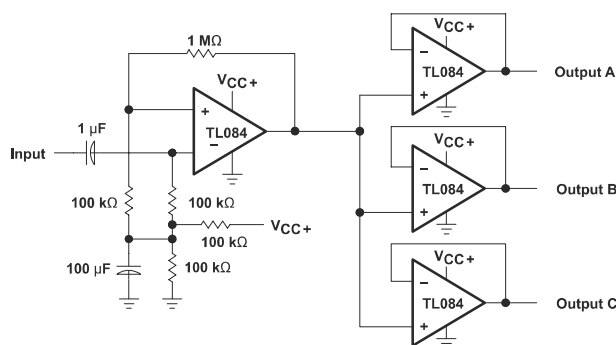 1 MΩ
VCC+
+
TL084
−
1 µF
Input
100 kΩ
100 kΩ
100 kΩ
VCC+
100 µF
100 kΩ
VCC+
−
TL084
+
Output A
VCC+
−
TL084
+
Output B
VCC+
−
TL084
+
Output C